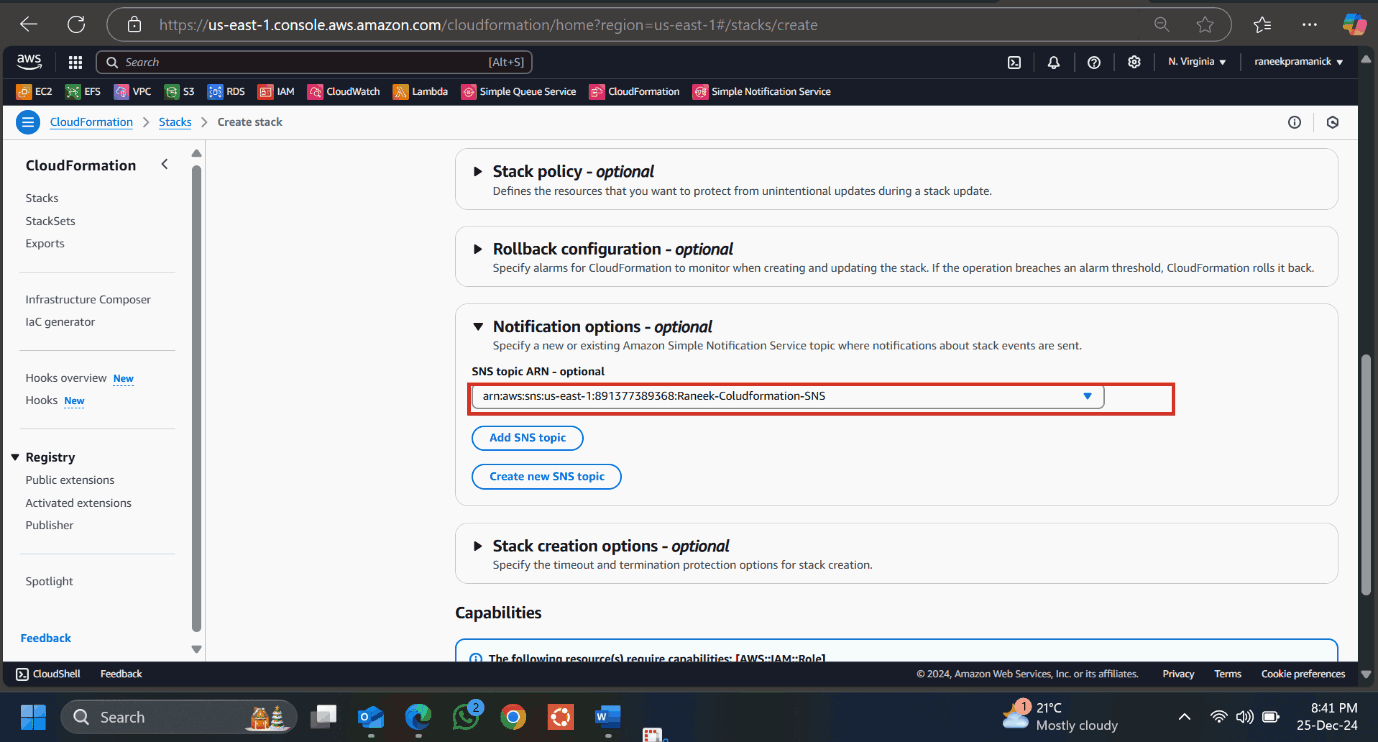 https://us-east-1.console.aws.amazon.com/cloudformation/home?region=us-east-1#/stacks/create
aws
Search [Alt+S]
N. Virginia
raneekpramanick
EC2 EFS VPC S3 RDS IAM CloudWatch Lambda Simple Queue Service CloudFormation Simple Notification Service
CloudFormation Stacks Create stack
CloudFormation
Stacks
StackSets
Exports
Infrastructure Composer
IaC generator
Hooks overview New
Hooks New
Registry
Public extensions
Activated extensions
Publisher
Spotlight
Feedback
Stack policy - optional
Defines the resources that you want to protect from unintentional updates during a stack update.
Rollback configuration - optional
Specify alarms for CloudFormation to monitor when creating and updating the stack. If the operation breaches an alarm threshold, CloudFormation rolls it back.
Notification options - optional
Specify a new or existing Amazon Simple Notification Service topic where notifications about stack events are sent.
SNS topic ARN - optional
arn:aws:sns:us-east-1:891377389368:Raneek-Coludformation-SNS
Add SNS topic
Create new SNS topic
Stack creation options - optional
Specify the timeout and termination protection options for stack creation.
Capabilities
The following resource(s) require capabilities: [AWS::IAM::Role]
CloudShell Feedback
© 2024, Amazon Web Services, Inc. or its affiliates. Privacy Terms Cookie preferences
Search
2
1
21°C
Mostly cloudy
8:41 PM
25-Dec-24